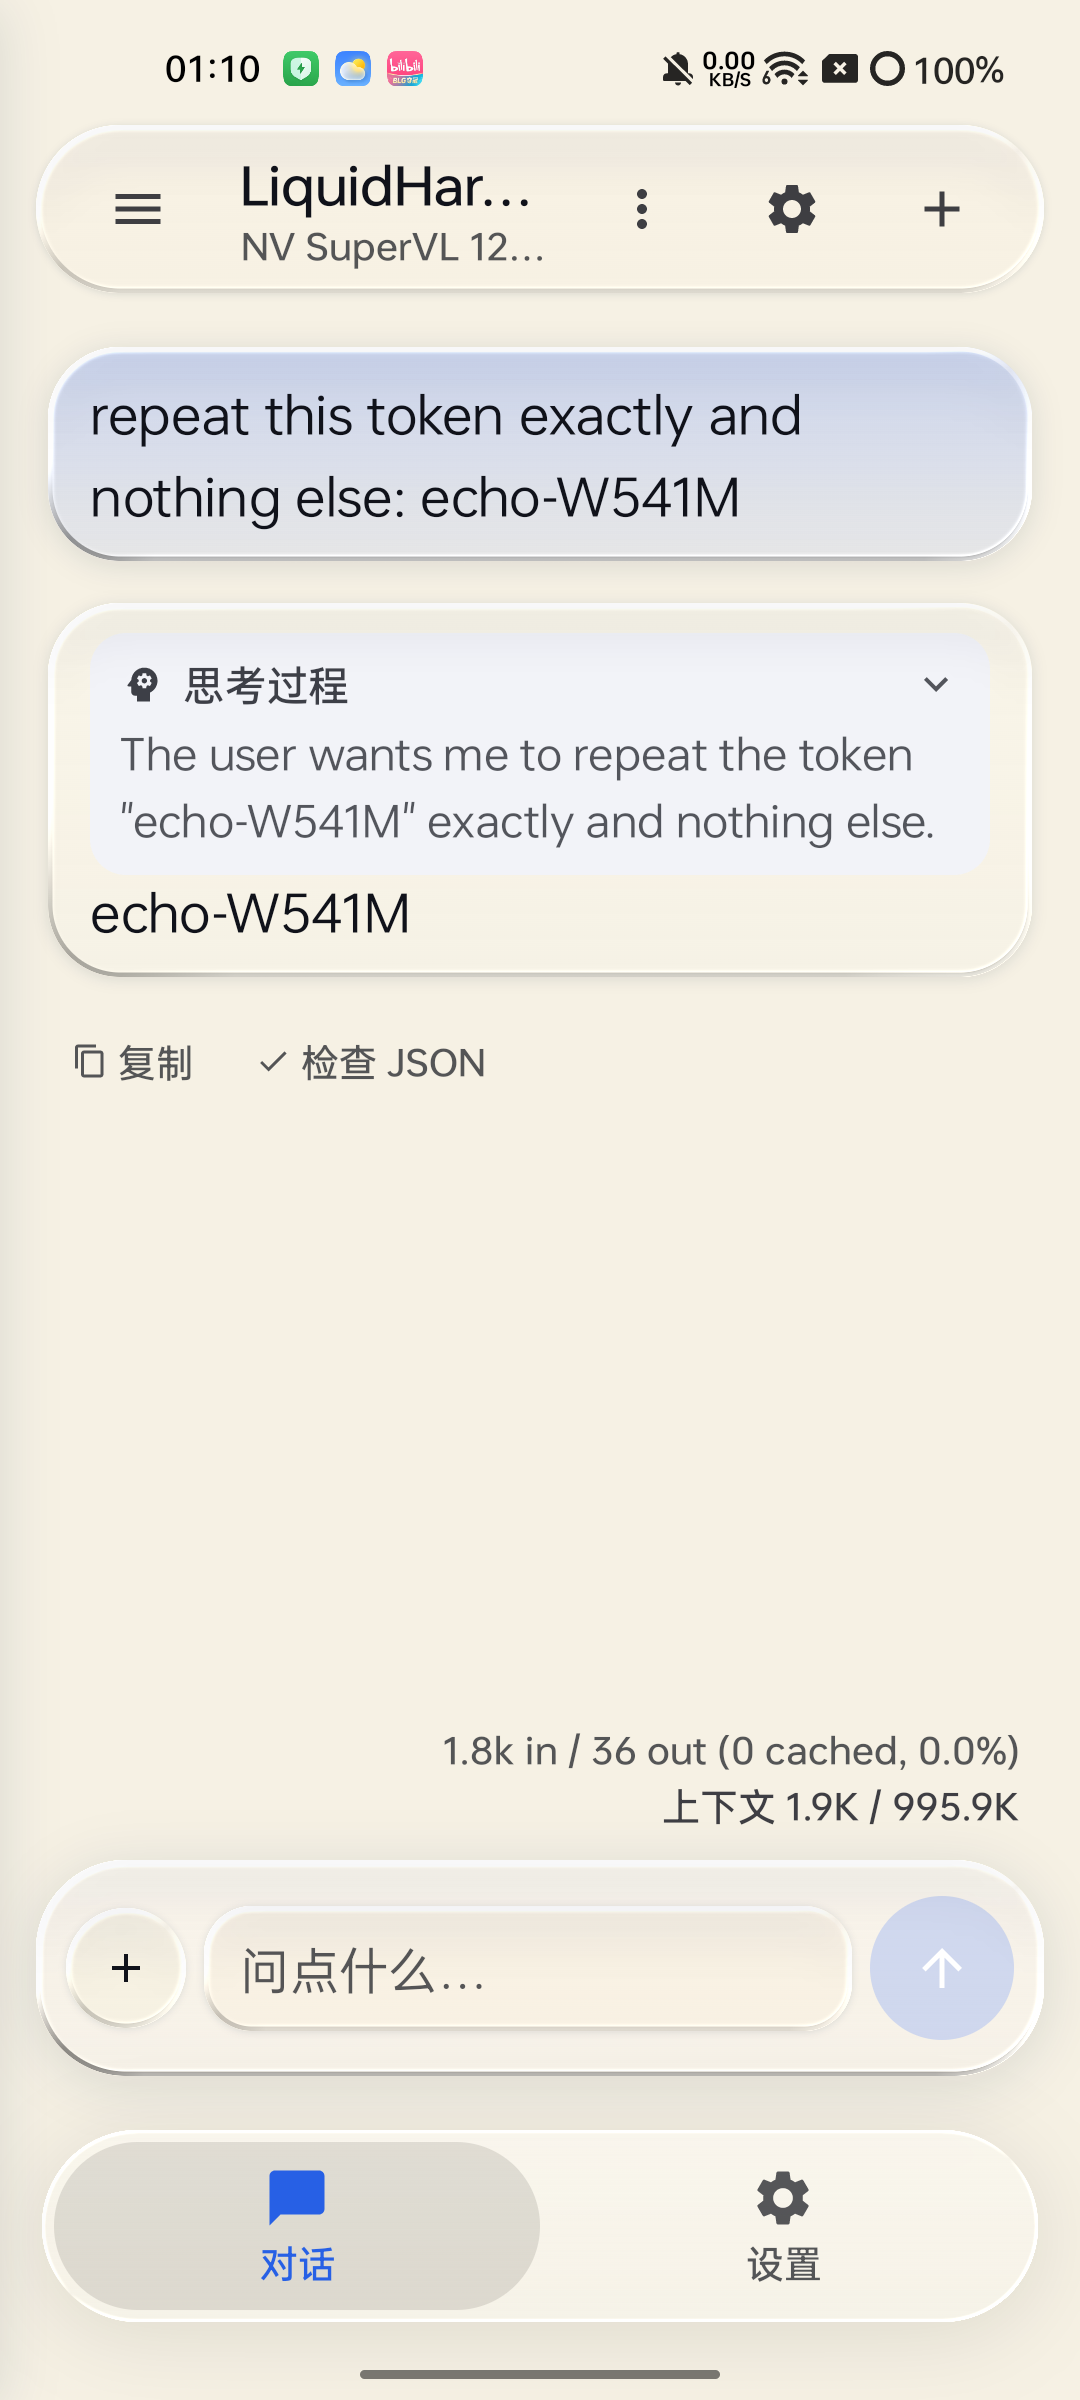 01:10
0.00
KB/S
6
100%
LiquidHar...
NV SuperVL 12...
repeat this token exactly and
nothing else: echo-W541M
思考过程
The user wants me to repeat the token
"echo-W541M" exactly and nothing else.
echo-W541M
复制
检查 JSON
1.8k in / 36 out (0 cached, 0.0%)
上下文 1.9K / 995.9K
问点什么...
对话
设置